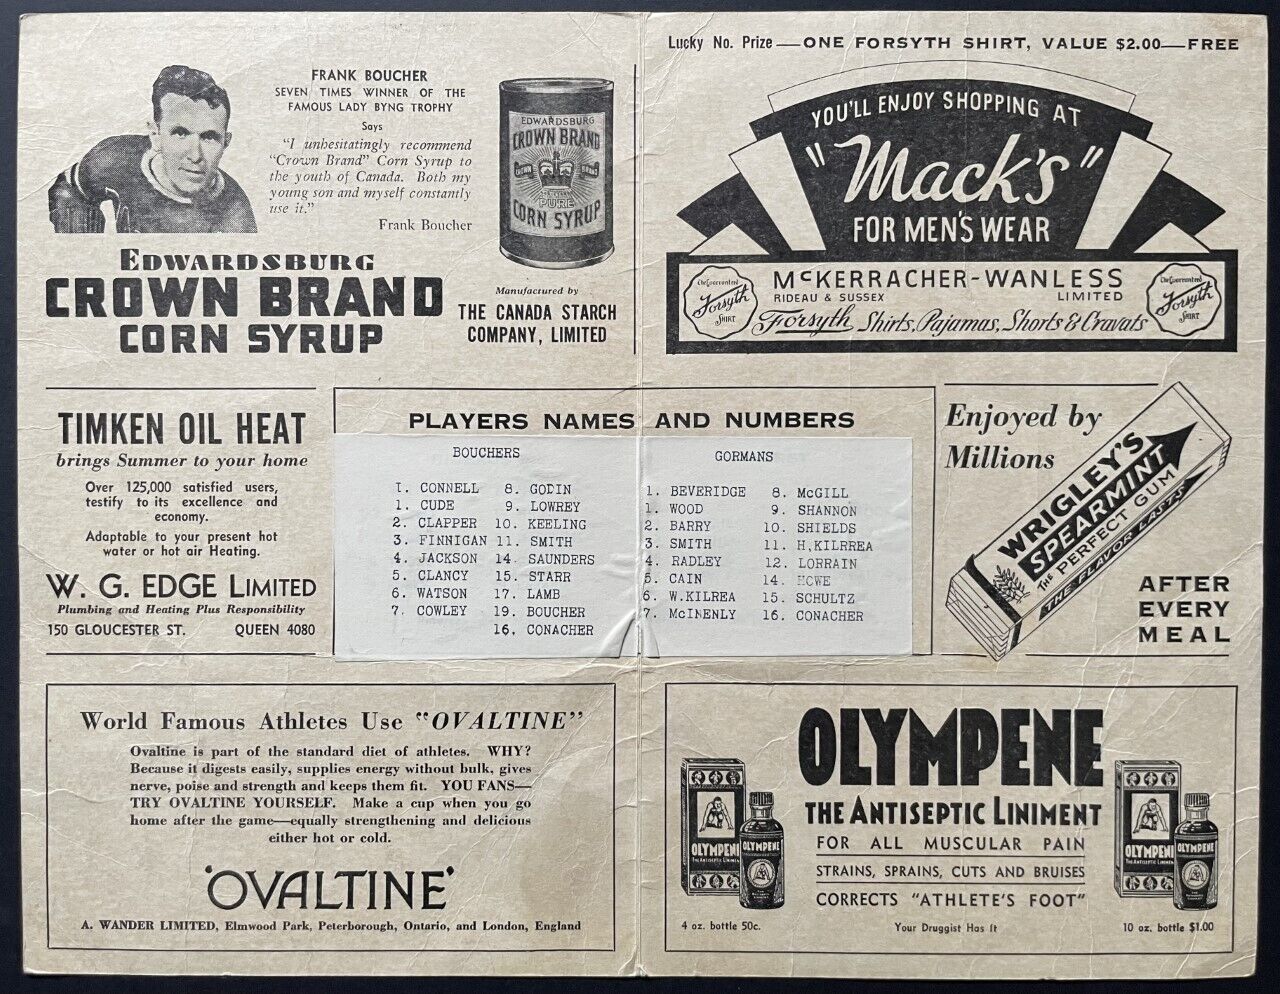 FRANK BOUCHER
SEVEN TIMES WINNER OF THE
FAMOUS LADY BYNG TROPHY
Says
"I unhesitatingly recommend
"Crown Brand" Corn Syrup to
the youth of Canada. Both my
young son and myself constantly
use it."
Frank Boucher
EDWARDSBURG
CROWN BRAND
PURE
CORN SYRUP
EDWARDSBURG
CROWN BRAND
CORN SYRUP
Manufactured by
THE CANADA STARCH
COMPANY, LIMITED
Lucky No. Prize — ONE FORSYTH SHIRT, VALUE $2.00 — FREE
YOU'LL ENJOY SHOPPING AT
"Mack's"
FOR MEN'S WEAR
McKERRACHER-WANLESS
RIDEAU & SUSSEX LIMITED
Forsyth Shirts, Pajamas, Shorts & Cravats
The Guaranteed
Forsyth
SHIRT
The Guaranteed
Forsyth
SHIRT
TIMKEN OIL HEAT
brings Summer to your home
Over 125,000 satisfied users,
testify to its excellence and
economy.
Adaptable to your present hot
water or hot air Heating.
W. G. EDGE LIMITED
Plumbing and Heating Plus Responsibility
150 GLOUCESTER ST. QUEEN 4080
PLAYERS NAMES AND NUMBERS
BOUCHERS
I. CONNELL 8. GODIN
1. CUDE 9. LOWREY
2. CLAPPER 10. KEELING
3. FINNIGAN 11. SMITH
4. JACKSON 14. SAUNDERS
5. CLANCY 15. STARR
6. WATSON 17. LAMB
7. COWLEY 19. BOUCHER
16. CONACHER
GORMANS
1. BEVERIDGE 8. McGILL
1. WOOD 9. SHANNON
2. BARRY 10. SHIELDS
3. SMITH 11. H.KILRREA
4. RADLEY 12. LORRAIN
5. CAIN 14. HOWE
6. W.KILREA 15. SCHULTZ
7. McINENLY 16. CONACHER
Enjoyed by
Millions
WRIGLEY'S
SPEARMINT
THE PERFECT GUM
THE FLAVOR LASTS
AFTER
EVERY
MEAL
World Famous Athletes Use "OVALTINE"
Ovaltine is part of the standard diet of athletes. WHY?
Because it digests easily, supplies energy without bulk, gives
nerve, poise and strength and keeps them fit. YOU FANS—
TRY OVALTINE YOURSELF. Make a cup when you go
home after the game—equally strengthening and delicious
either hot or cold.
'OVALTINE'
A. WANDER LIMITED, Elmwood Park, Peterborough, Ontario, and London, England
OLYMPENE
THE ANTISEPTIC LINIMENT
FOR ALL MUSCULAR PAIN
STRAINS, SPRAINS, CUTS AND BRUISES
CORRECTS "ATHLETE'S FOOT"
OLYMPENE
OLYMPENE
4 oz. bottle 50c. Your Druggist Has It 10 oz. bottle $1.00